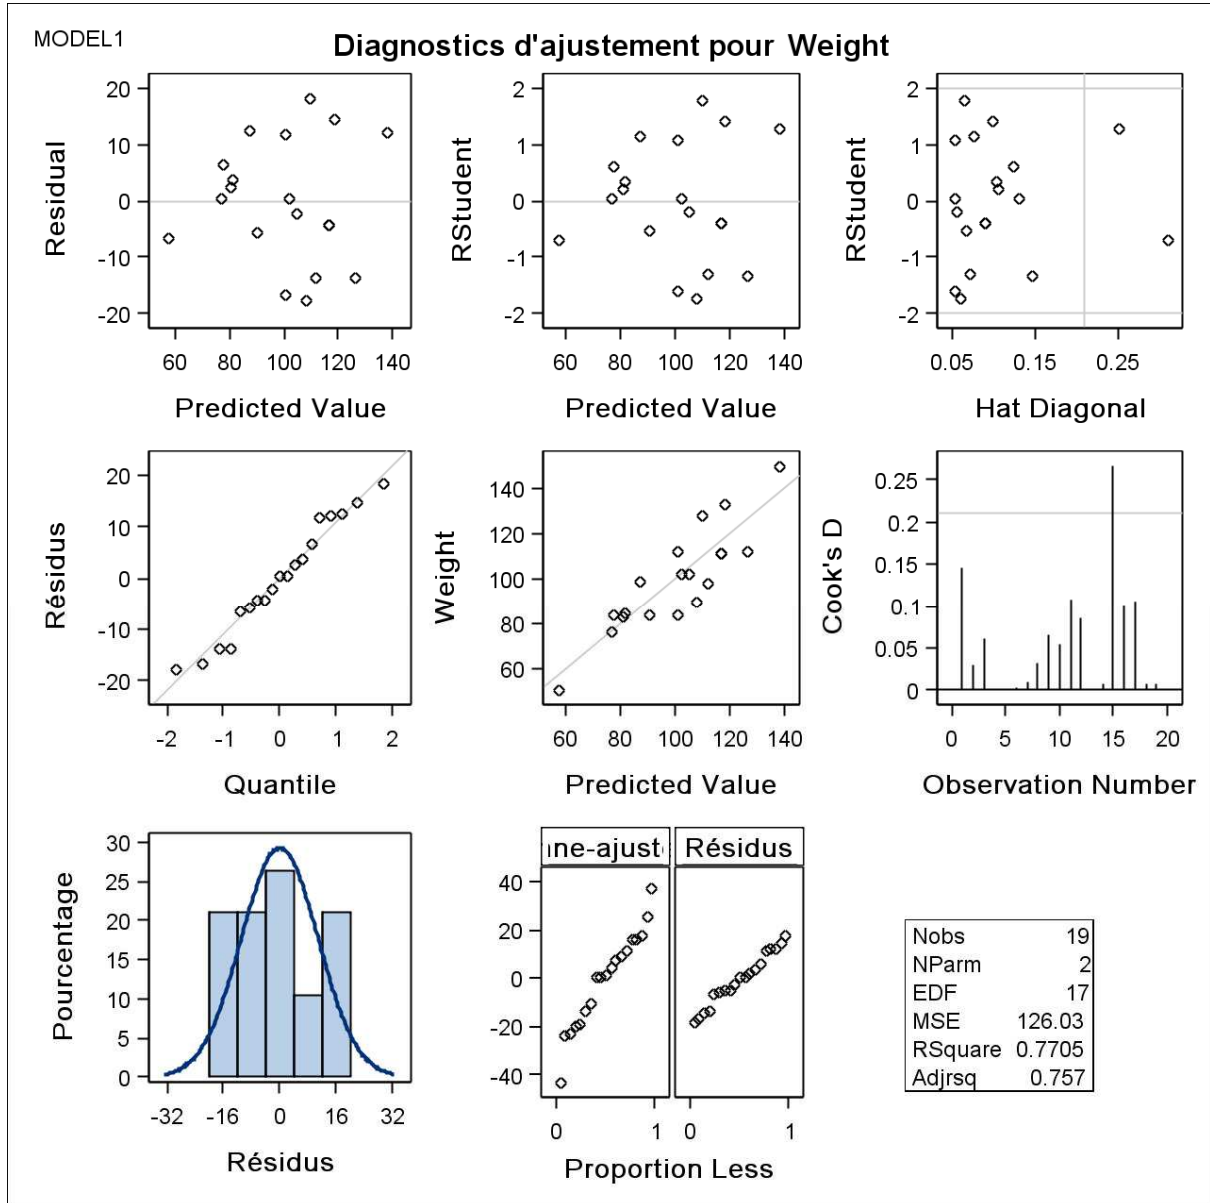 MODEL1
Diagnostics d'ajustement pour Weight
Residual
20
10
0
-10
-20
60 80 100 120 140
Predicted Value
RStudent
2
1
0
-1
-2
60 80 100 120 140
Predicted Value
RStudent
2
1
0
-1
-2
0.05 0.15 0.25
Hat Diagonal
Résidus
20
10
0
-10
-20
-2 -1 0 1 2
Quantile
Weight
140
120
100
80
60
60 80 100 120 140
Predicted Value
Cook's D
0.25
0.2
0.15
0.1
0.05
0
0 5 10 15 20
Observation Number
Pourcentage
30
25
20
15
10
5
0
-32 -16 0 16 32
Résidus
Résidus
40
20
0
-20
-40
0 1 0 1
Proportion Less
Nobs 19
NParm 2
EDF 17
MSE 126.03
RSquare 0.7705
Adjrsq 0.757